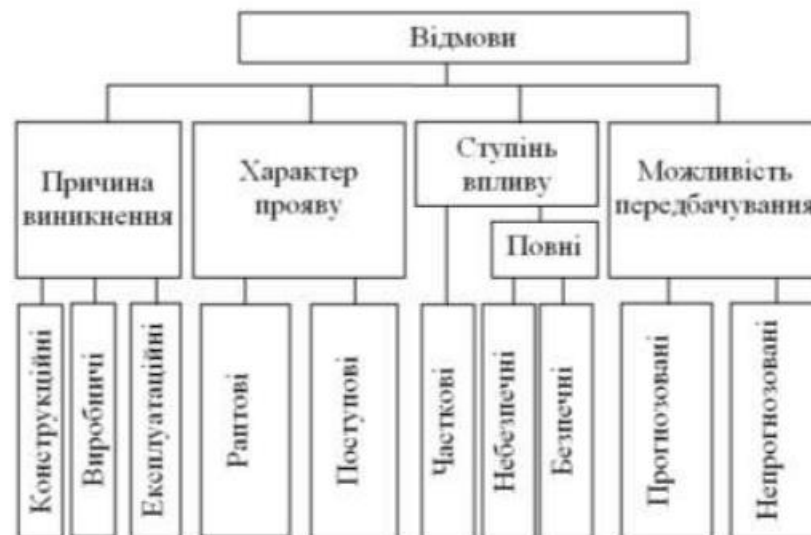 Відмови
Причина
виникнення
Характер
прояву
Ступінь
впливу
Можливість
передбачування
Повні
Конструкційні
Виробничі
Експлуатаційні
Раптові
Поступові
Часткові
Небезпечні
Безпечні
Прогнозовані
Непрогнозовані